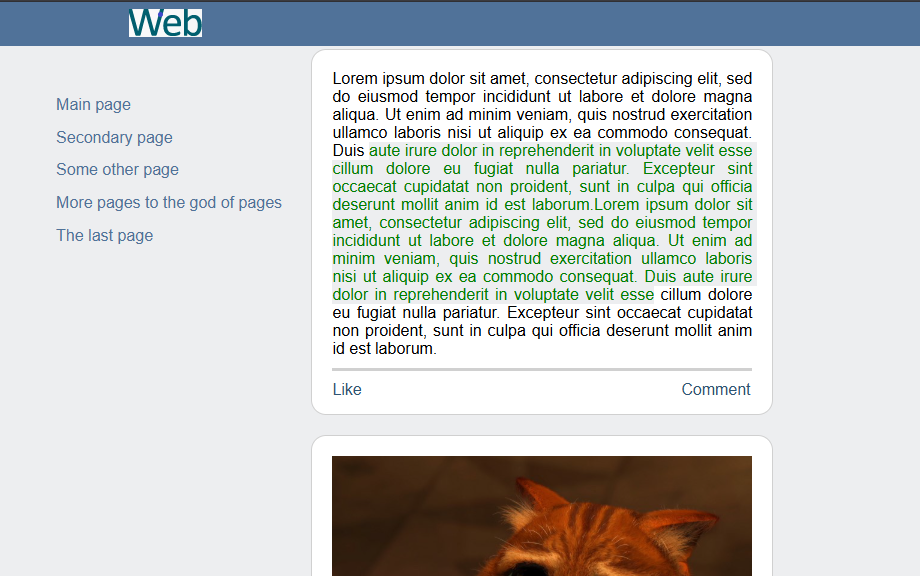 Web
Main page
Secondary page
Some other page
More pages to the god of pages
The last page
Lorem ipsum dolor sit amet, consectetur adipiscing elit, sed
do eiusmod tempor incididunt ut labore et dolore magna
aliqua. Ut enim ad minim veniam, quis nostrud exercitation
ullamco laboris nisi ut aliquip ex ea commodo consequat.
Duis aute irure dolor in reprehenderit in voluptate velit esse
cillum dolore eu fugiat nulla pariatur. Excepteur sint
occaecat cupidatat non proident, sunt in culpa qui officia
deserunt mollit anim id est laborum.Lorem ipsum dolor sit
amet, consectetur adipiscing elit, sed do eiusmod tempor
incididunt ut labore et dolore magna aliqua. Ut enim ad
minim veniam, quis nostrud exercitation ullamco laboris
nisi ut aliquip ex ea commodo consequat. Duis aute irure
dolor in reprehenderit in voluptate velit esse cillum dolore
eu fugiat nulla pariatur. Excepteur sint occaecat cupidatat
non proident, sunt in culpa qui officia deserunt mollit anim
id est laborum.
Like
Comment